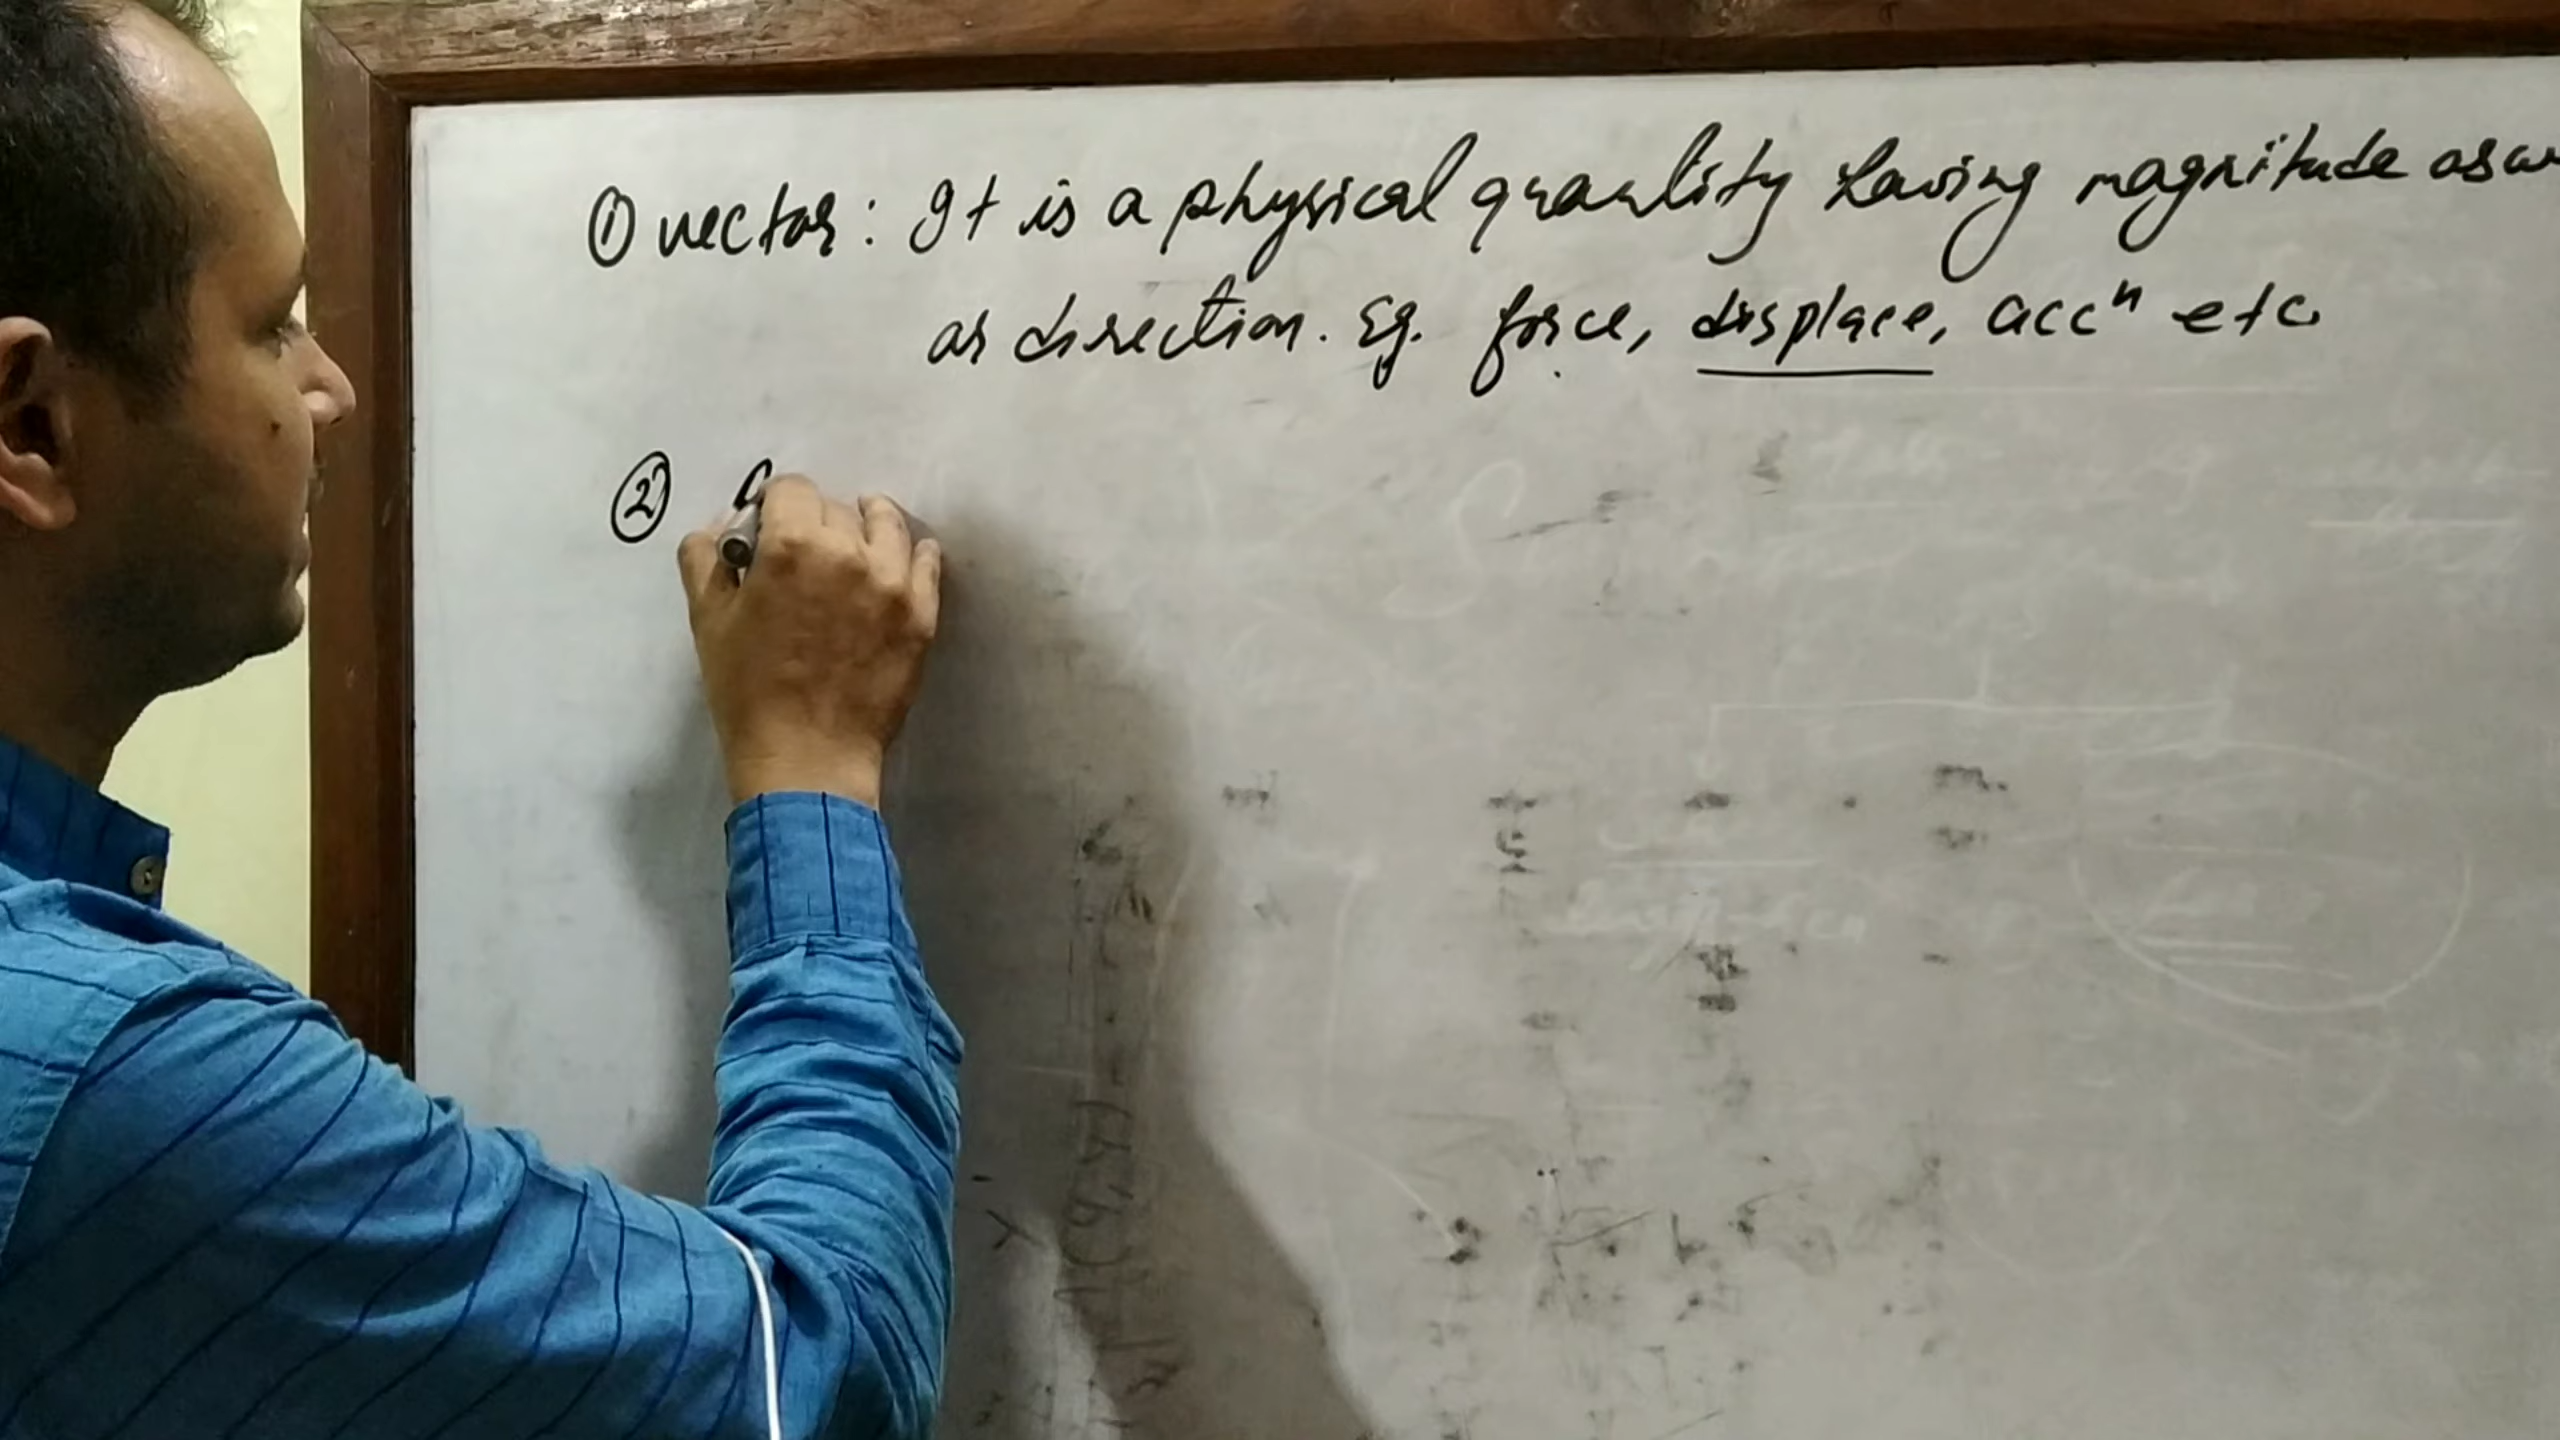 ① vector: It is a physical quantity having magnitude as w
as direction. Eg. force, displace, accⁿ etc
②